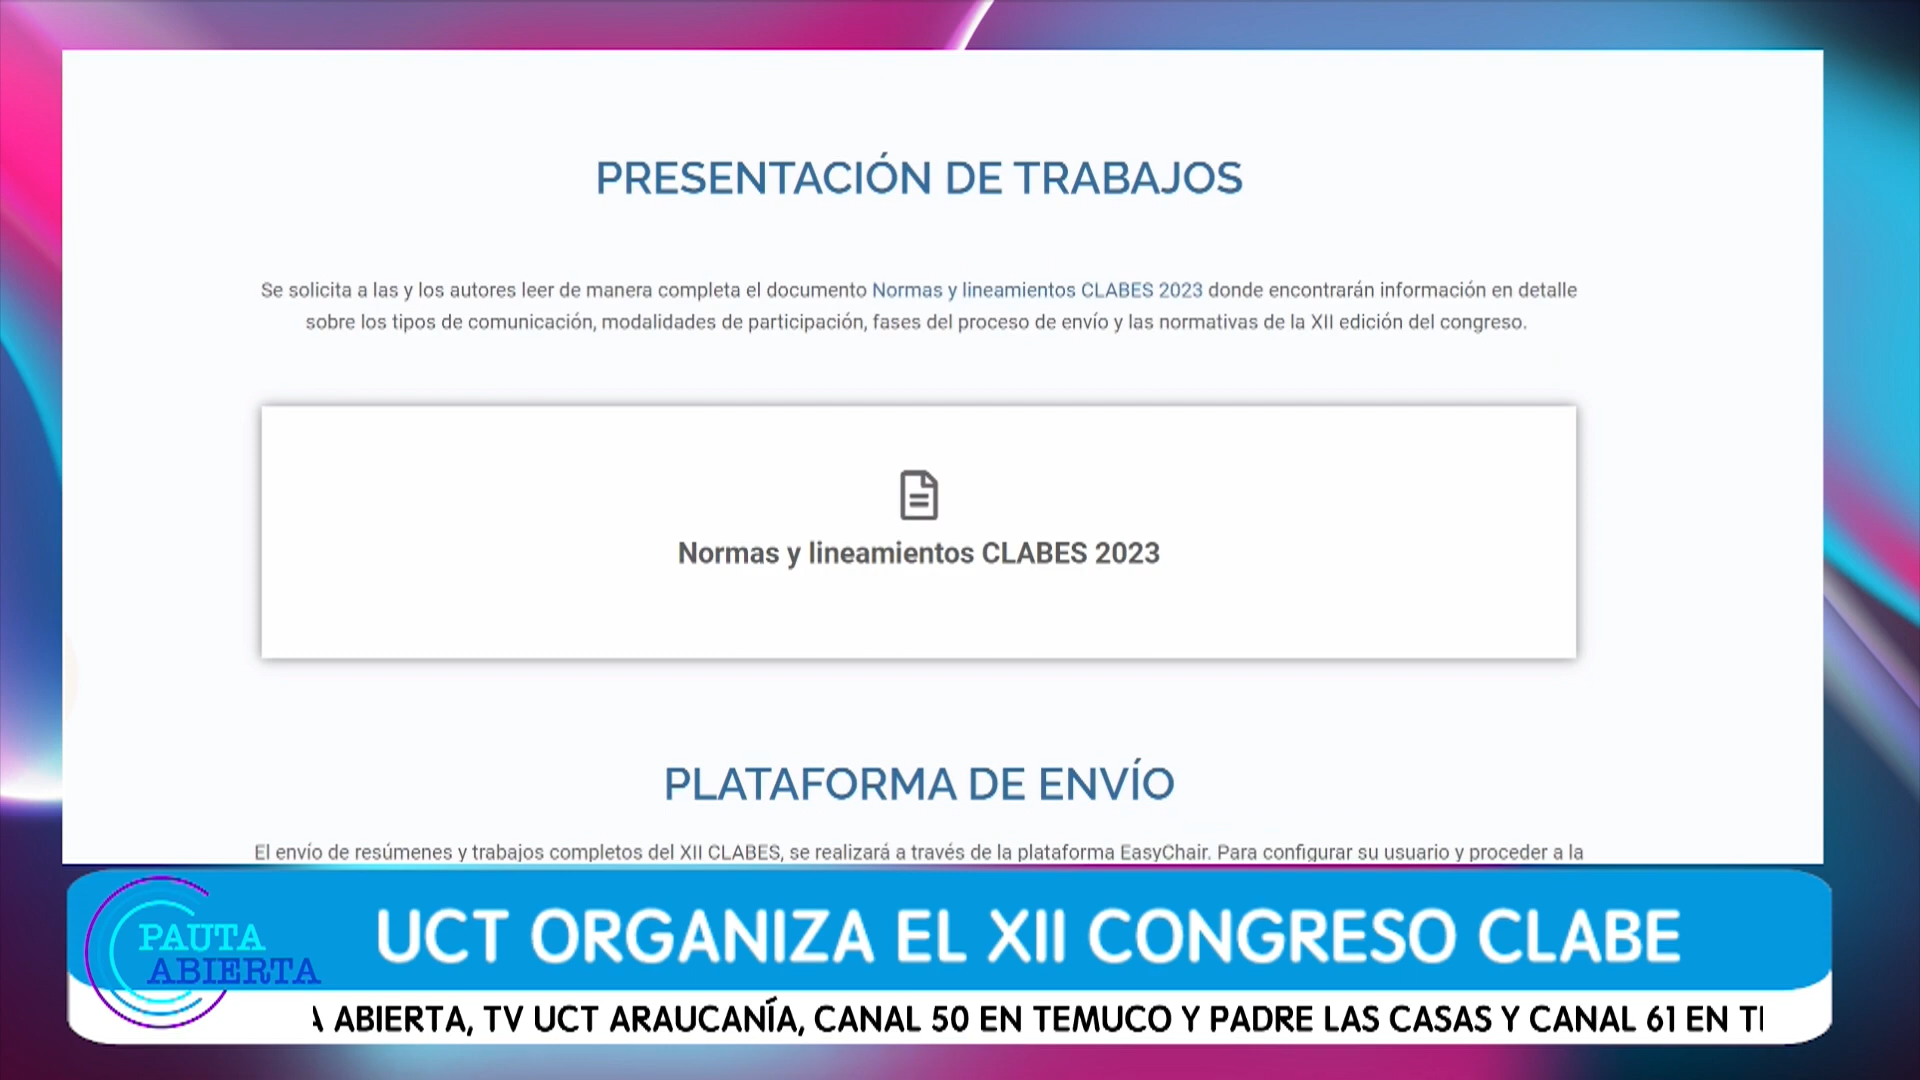 PRESENTACIÓN DE TRABAJOS
Se solicita a las y los autores leer de manera completa el documento Normas y lineamientos CLABES 2023 donde encontrarán información en detalle
sobre los tipos de comunicación, modalidades de participación, fases del proceso de envío y las normativas de la XII edición del congreso.
Normas y lineamientos CLABES 2023
PLATAFORMA DE ENVÍO
El envío de resúmenes y trabajos completos del XII CLABES, se realizará a través de la plataforma EasyChair. Para configurar su usuario y proceder a la
PAUTA
ABIERTA
UCT ORGANIZA EL XII CONGRESO CLABE
ABIERTA, TV UCT ARAUCANÍA, CANAL 50 EN TEMUCO Y PADRE LAS CASAS Y CANAL 61 EN